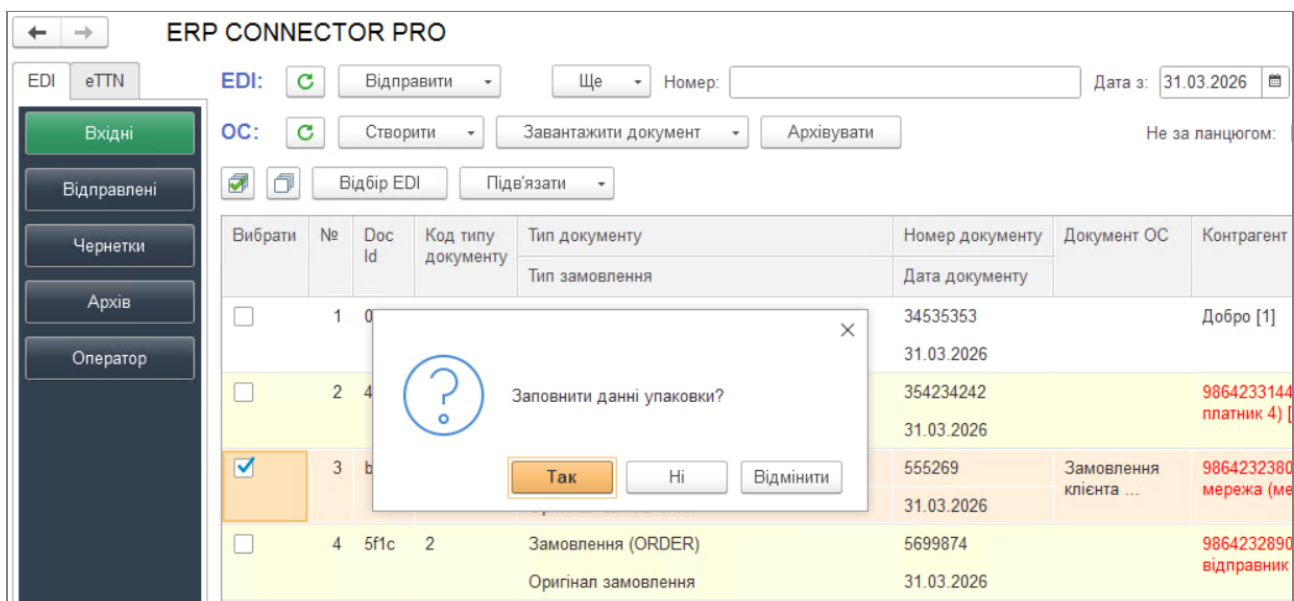 ERP CONNECTOR PRO
EDI eTTN
EDI: Відправити Ще Номер: Дата з: 31.03.2026
Вхідні
ОС: Створити Завантажити документ Архівувати Не за ланцюгом:
Відправлені
Відбір EDI Підв'язати
Чернетки
Архів
Оператор
Вибрати № Doc Id Код типу документу Тип документу Номер документу Документ ОС Контрагент
Тип замовлення Дата документу
1 0 34535353 Добро [1]
31.03.2026
2 4 354234242 9864233144
платник 4) [
31.03.2026
3 b 555269 Замовлення клієнта ... 9864232380
мережа (ме
31.03.2026
Заповнити данні упаковки?
Так Ні Відмінити
4 5f1c 2 Замовлення (ORDER) 5699874 9864232890
відправник
Оригінал замовлення 31.03.2026